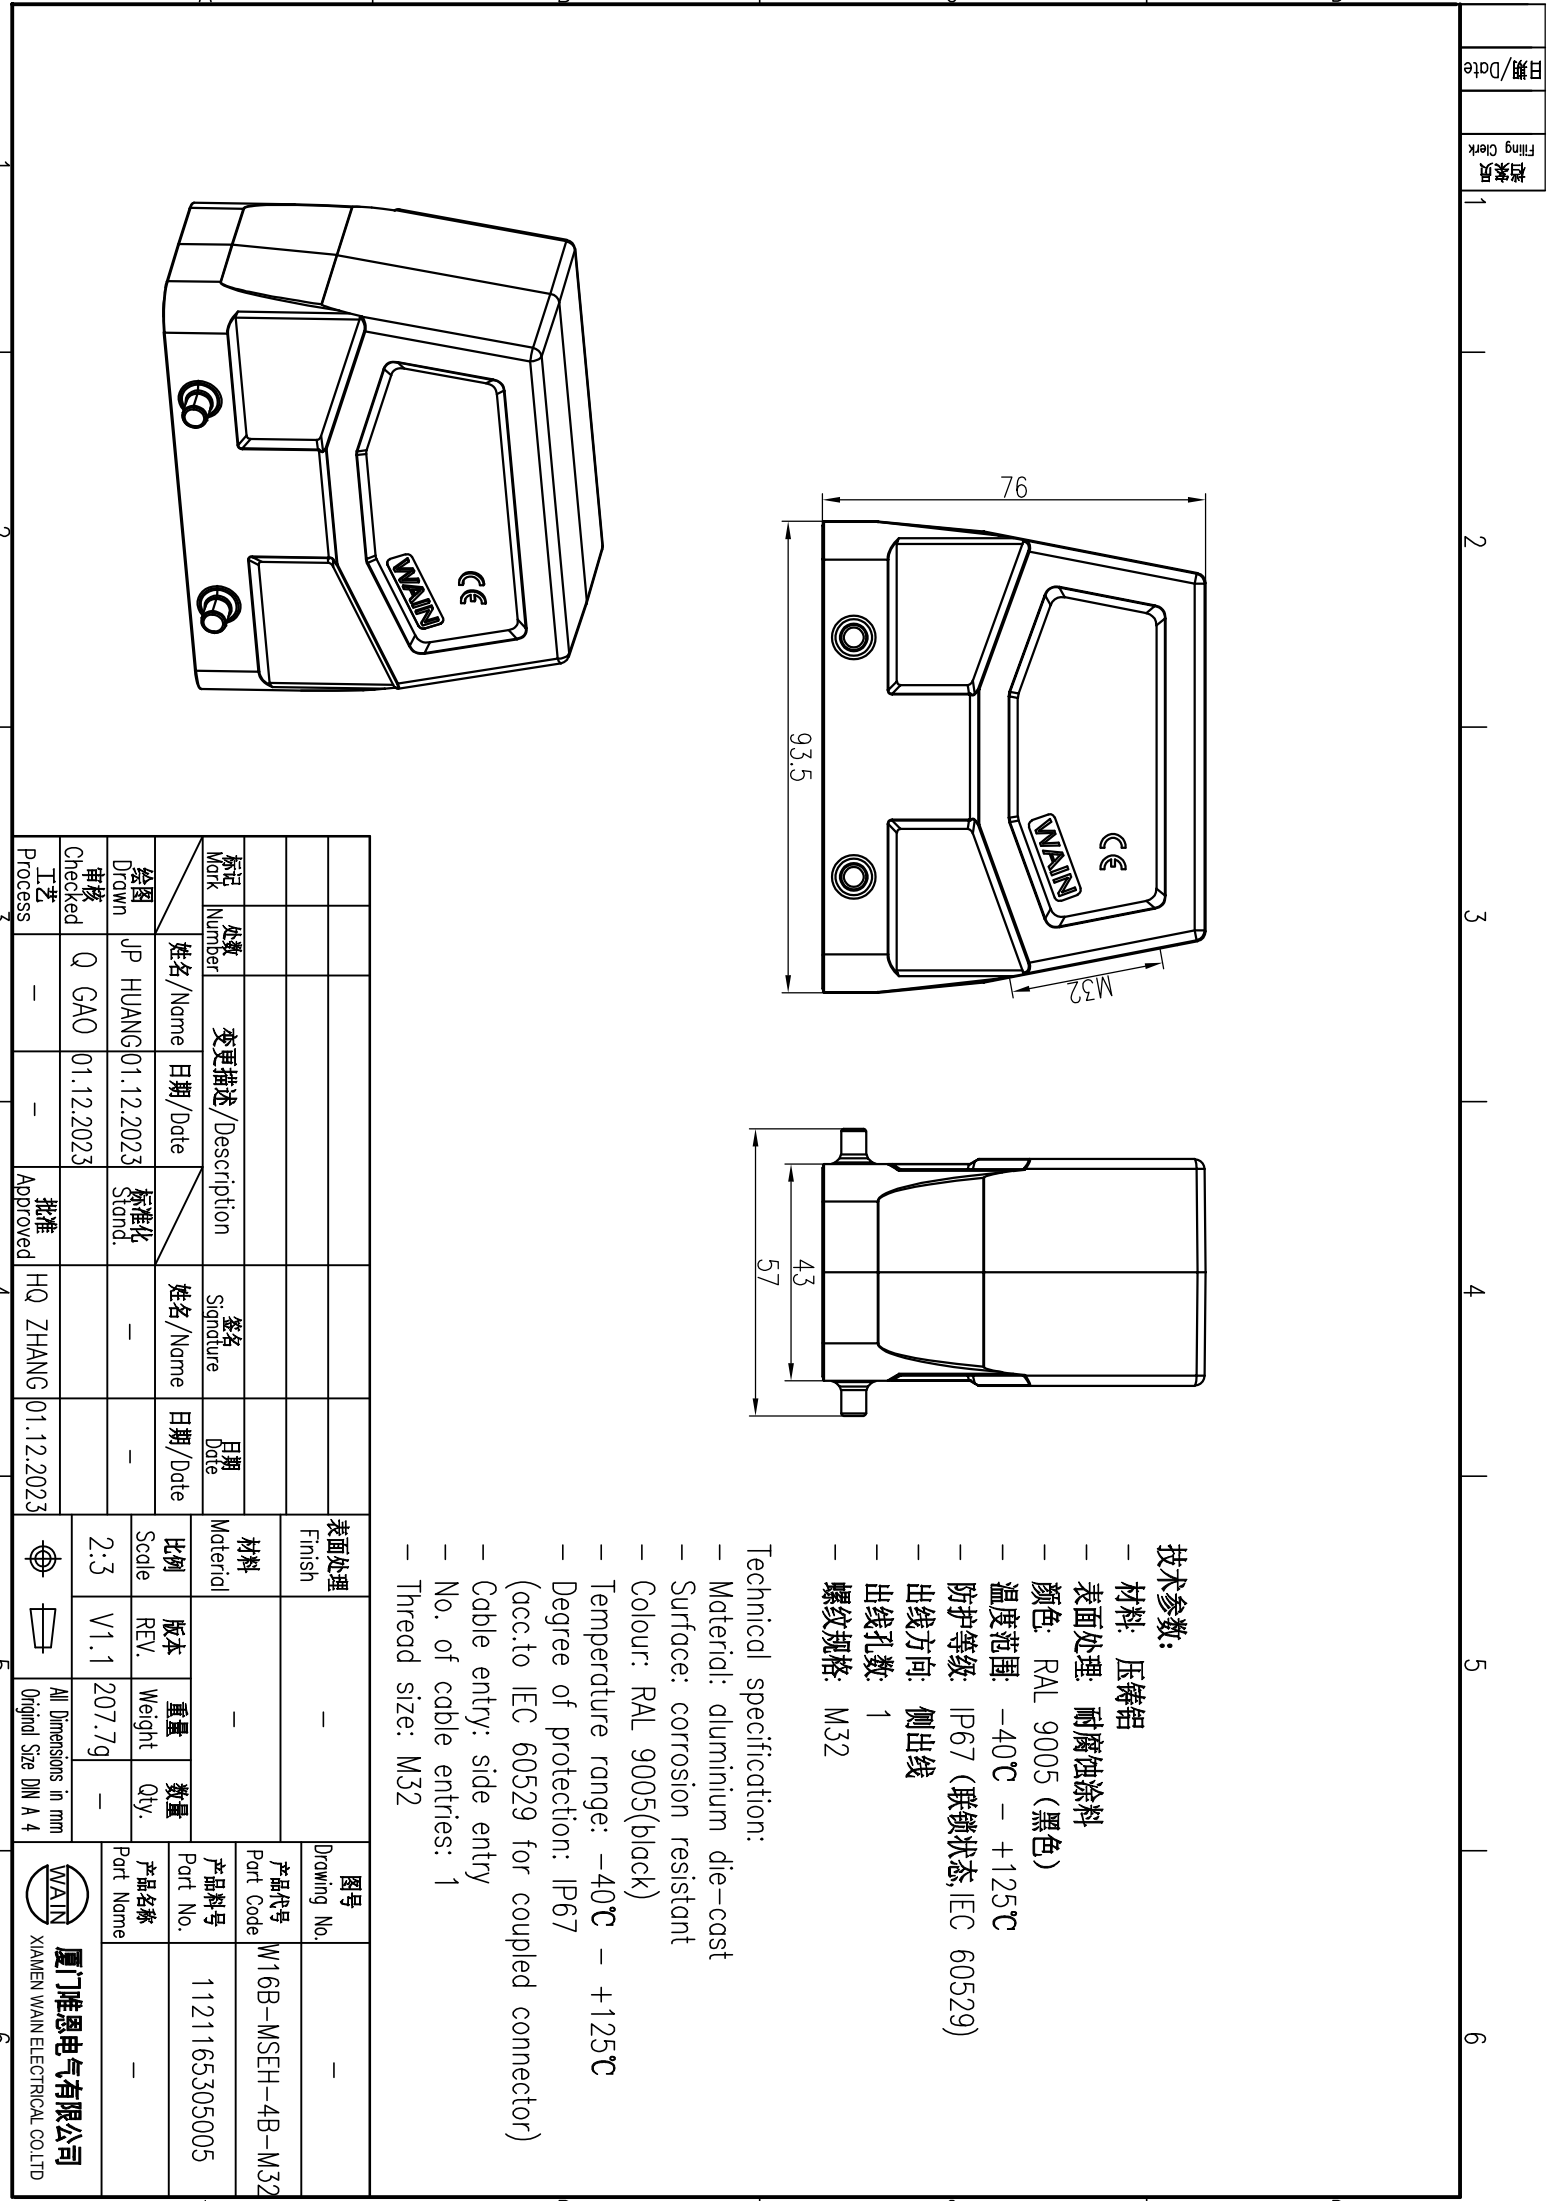 日期/Date
档案员
Filing Clerk
1
2
3
4
5
6
1
2
3
4
5
6
76
93.5
M32
57
43
WAIN
CE
WAIN
CE
技术参数:
- 材料: 压铸铝
- 表面处理: 耐腐蚀涂料
- 颜色: RAL 9005 (黑色)
- 温度范围: -40℃ - +125℃
- 防护等级: IP67 (联锁状态, IEC 60529)
- 出线方向: 侧出线
- 出线孔数: 1
- 螺纹规格: M32
Technical specification:
- Material: aluminium die-cast
- Surface: corrosion resistant
- Colour: RAL 9005(black)
- Temperature range: -40℃ - +125℃
- Degree of protection: IP67
(acc.to IEC 60529 for coupled connector)
- Cable entry: side entry
- No. of cable entries: 1
- Thread size: M32
标记
Mark
处数
Number
变更描述/Description
签名
Signature
日期
Date
姓名/Name
日期/Date
姓名/Name
日期/Date
绘图
Drawn
JP HUANG
01.12.2023
标准化
Stand.
-
-
审核
Checked
Q GAO
01.12.2023
工艺
Process
-
-
批准
Approved
HQ ZHANG
01.12.2023
表面处理
Finish
-
材料
Material
-
比例
Scale
版本
REV.
重量
Weight
数量
Qty.
2:3
V1.1
207.7g
-
All Dimensions in mm
Original Size DIN A 4
图号
Drawing No.
-
产品代号
Part Code
W16B-MSEH-4B-M32
产品料号
Part No.
1121165305005
产品名称
Part Name
-
WAIN
厦门唯恩电气有限公司
XIAMEN WAIN ELECTRICAL CO.LTD